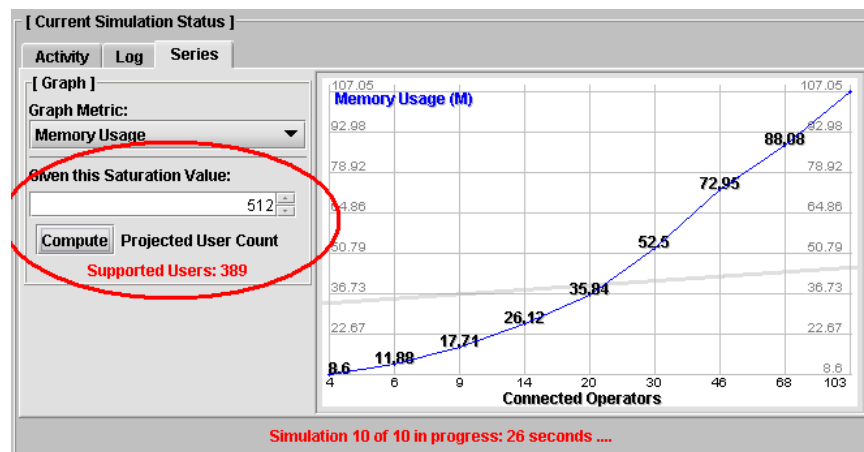 [ Current Simulation Status ]
Activity Log Series
[ Graph ]
Graph Metric:
Memory Usage
Given this Saturation Value:
512
Compute Projected User Count
Supported Users: 389
107.05 107.05
Memory Usage (M)
92.98 92.98
88,08
78.92 78.92
72,95
64.86 64.86
52,5
50.79 50.79
36.73 35,84 36.73
26,12
22.67 22.67
17,71
11,88
8,6 8.6
4 6 9 14 20 30 46 68 103
Connected Operators
Simulation 10 of 10 in progress: 26 seconds ....